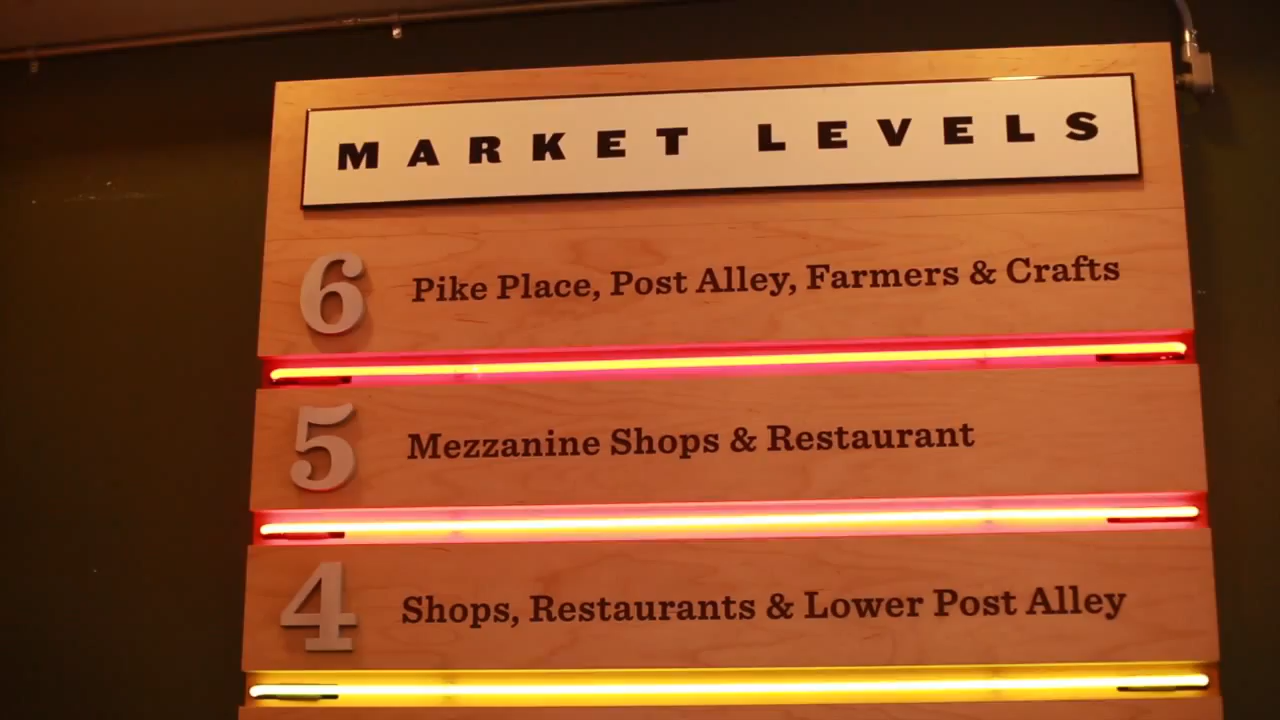 MARKET LEVELS
6 Pike Place, Post Alley, Farmers & Crafts
5 Mezzanine Shops & Restaurant
4 Shops, Restaurants & Lower Post Alley